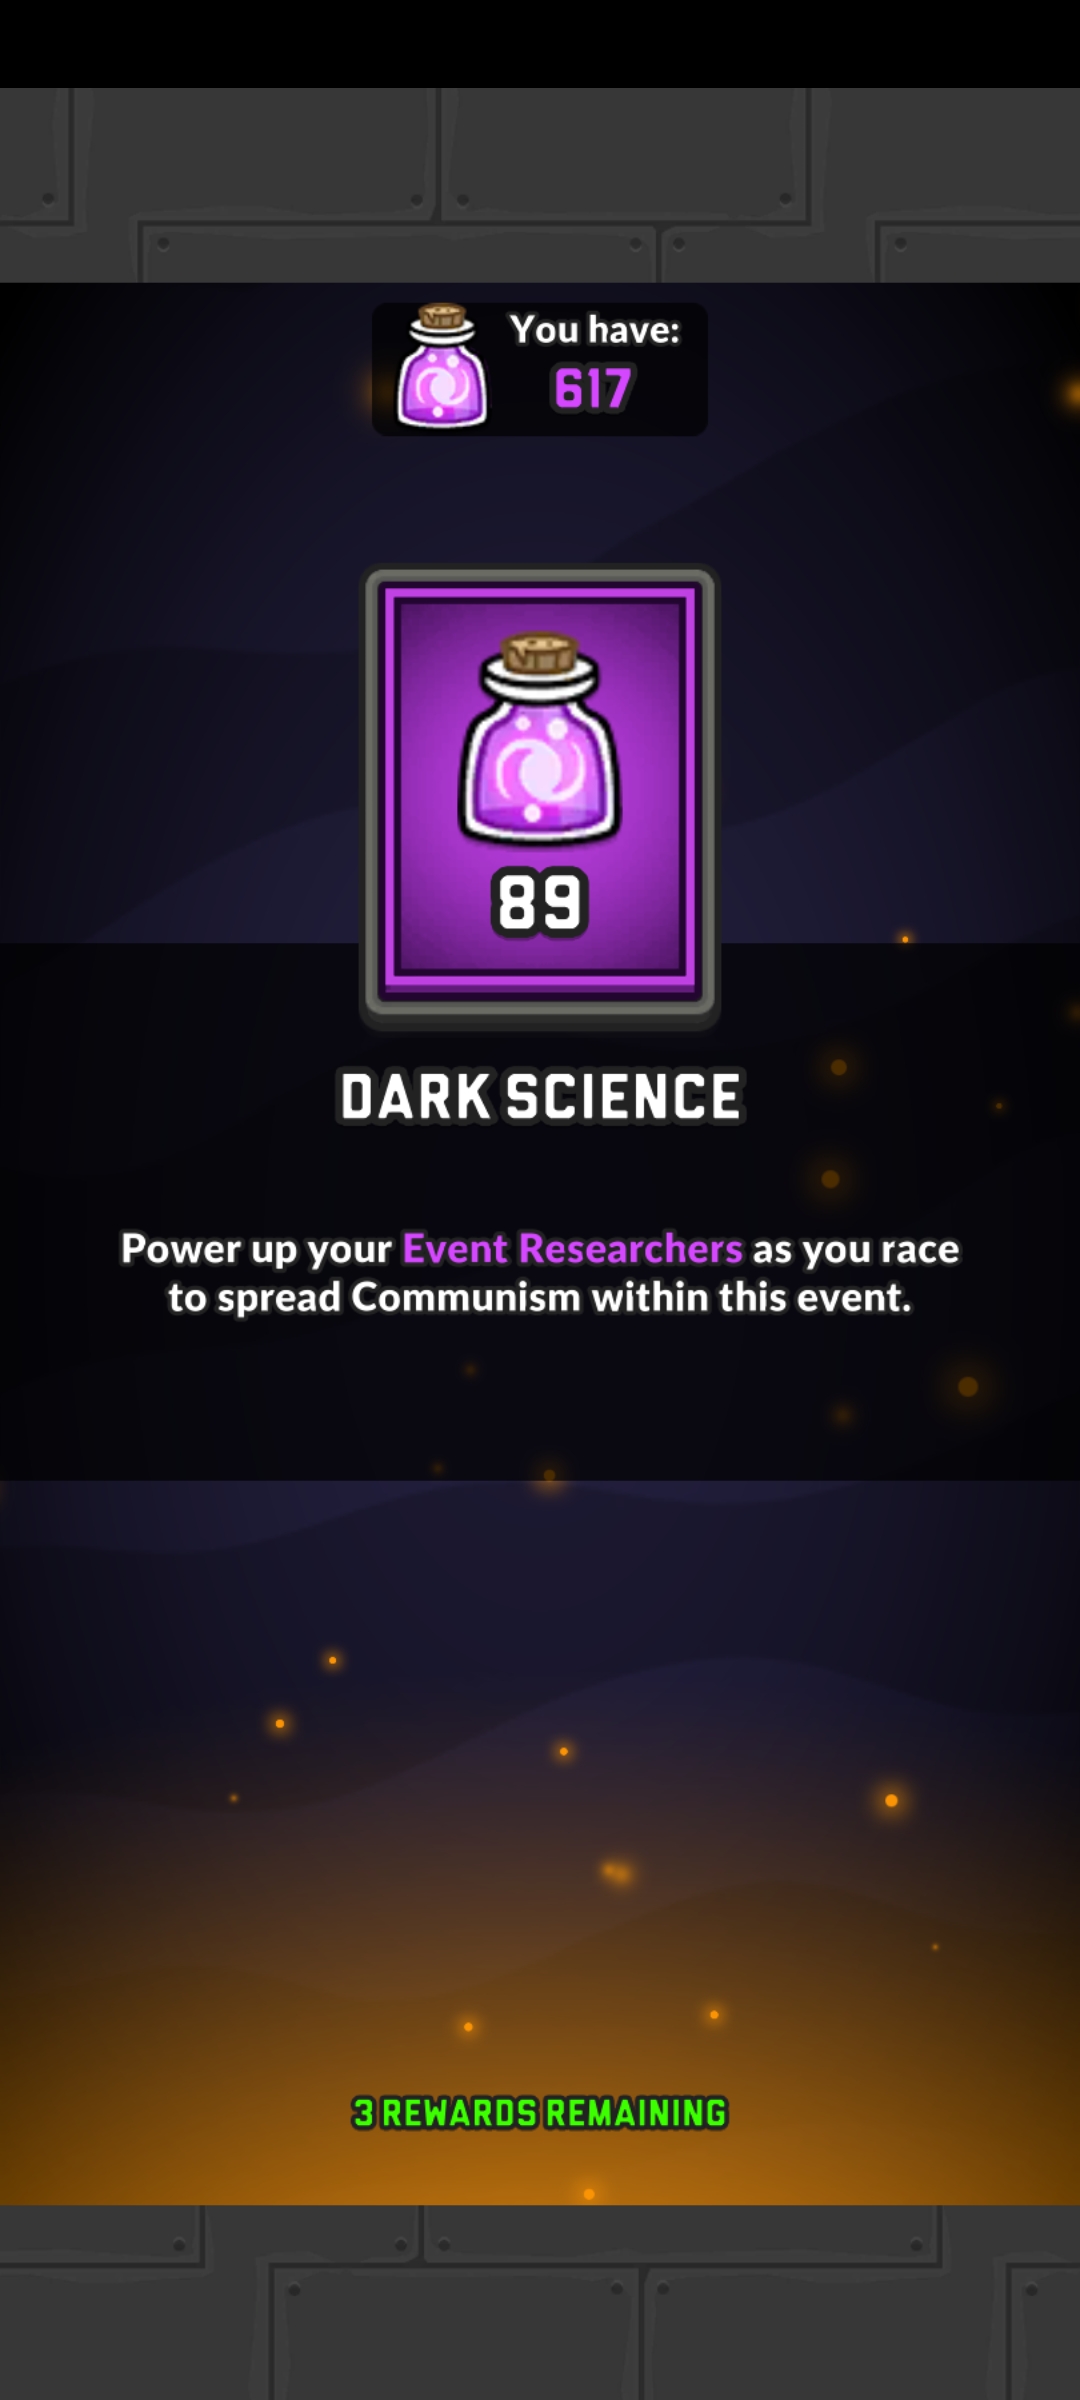 You have:
617
89
DARK SCIENCE
Power up your Event Researchers as you race
to spread Communism within this event.
3 REWARDS REMAINING